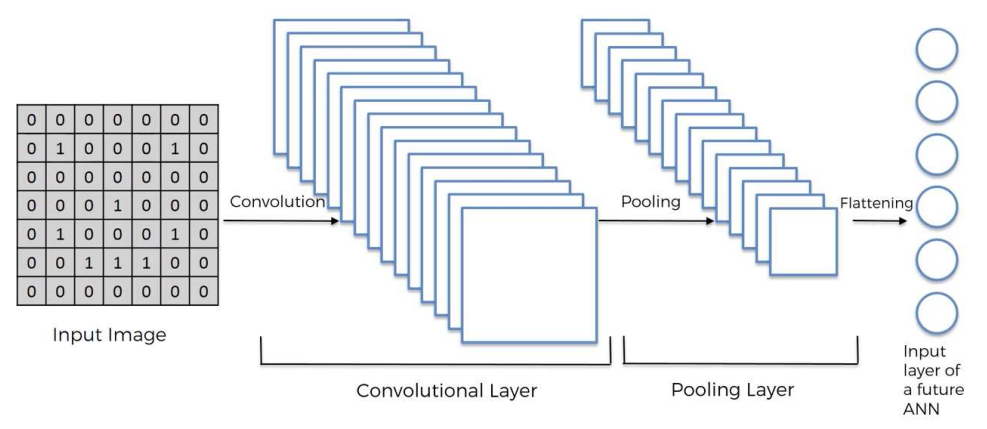 0 0 0 0 0 0 0
0 1 0 0 0 1 0
0 0 0 0 0 0 0
0 0 0 1 0 0 0
0 1 0 0 0 1 0
0 0 1 1 1 0 0
0 0 0 0 0 0 0
Input Image
Convolution
Convolutional Layer
Pooling
Pooling Layer
Flattening
Input
layer of
a future
ANN